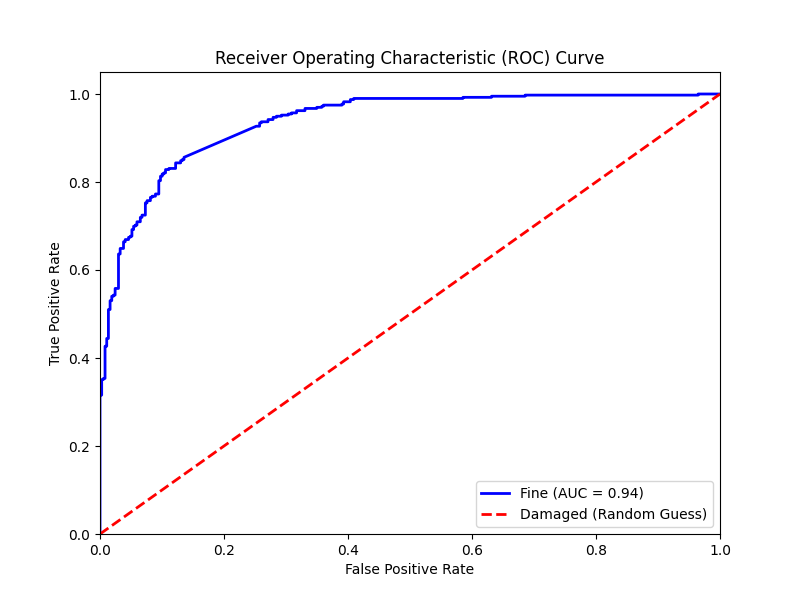 Receiver Operating Characteristic (ROC) Curve
True Positive Rate
1.0
0.8
0.6
0.4
0.2
0.0
0.0 0.2 0.4 0.6 0.8 1.0
False Positive Rate
Fine (AUC = 0.94)
Damaged (Random Guess)